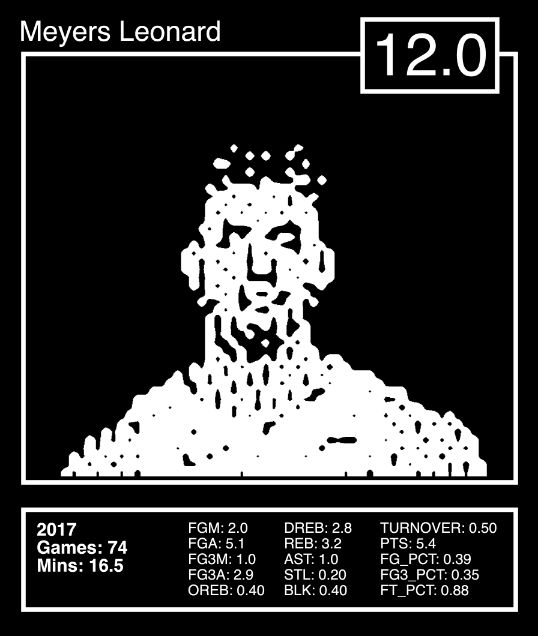 Meyers Leonard
12.0
2017
Games: 74
Mins: 16.5
FGM: 2.0
FGA: 5.1
FG3M: 1.0
FG3A: 2.9
OREB: 0.40
DREB: 2.8
REB: 3.2
AST: 1.0
STL: 0.20
BLK: 0.40
TURNOVER: 0.50
PTS: 5.4
FG_PCT: 0.39
FG3_PCT: 0.35
FT_PCT: 0.88